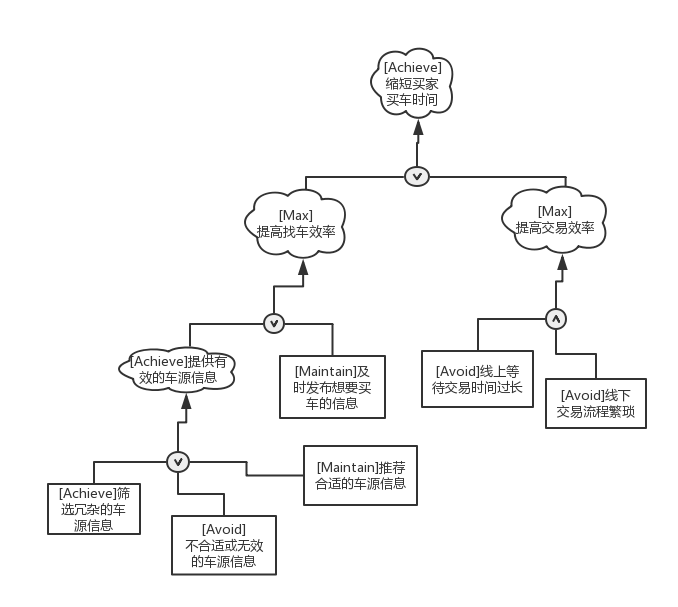 [Achieve]
缩短买家
买车时间
[Max]
提高找车效率
[Max]
提高交易效率
[Achieve]提供有
效的车源信息
[Maintain]及
时发布想要买
车的信息
[Avoid]线上等
待交易时间过长
[Avoid]线下
交易流程繁琐
[Achieve]筛
选冗杂的车
源信息
[Avoid]
不合适或无效
的车源信息
[Maintain]推荐
合适的车源信息